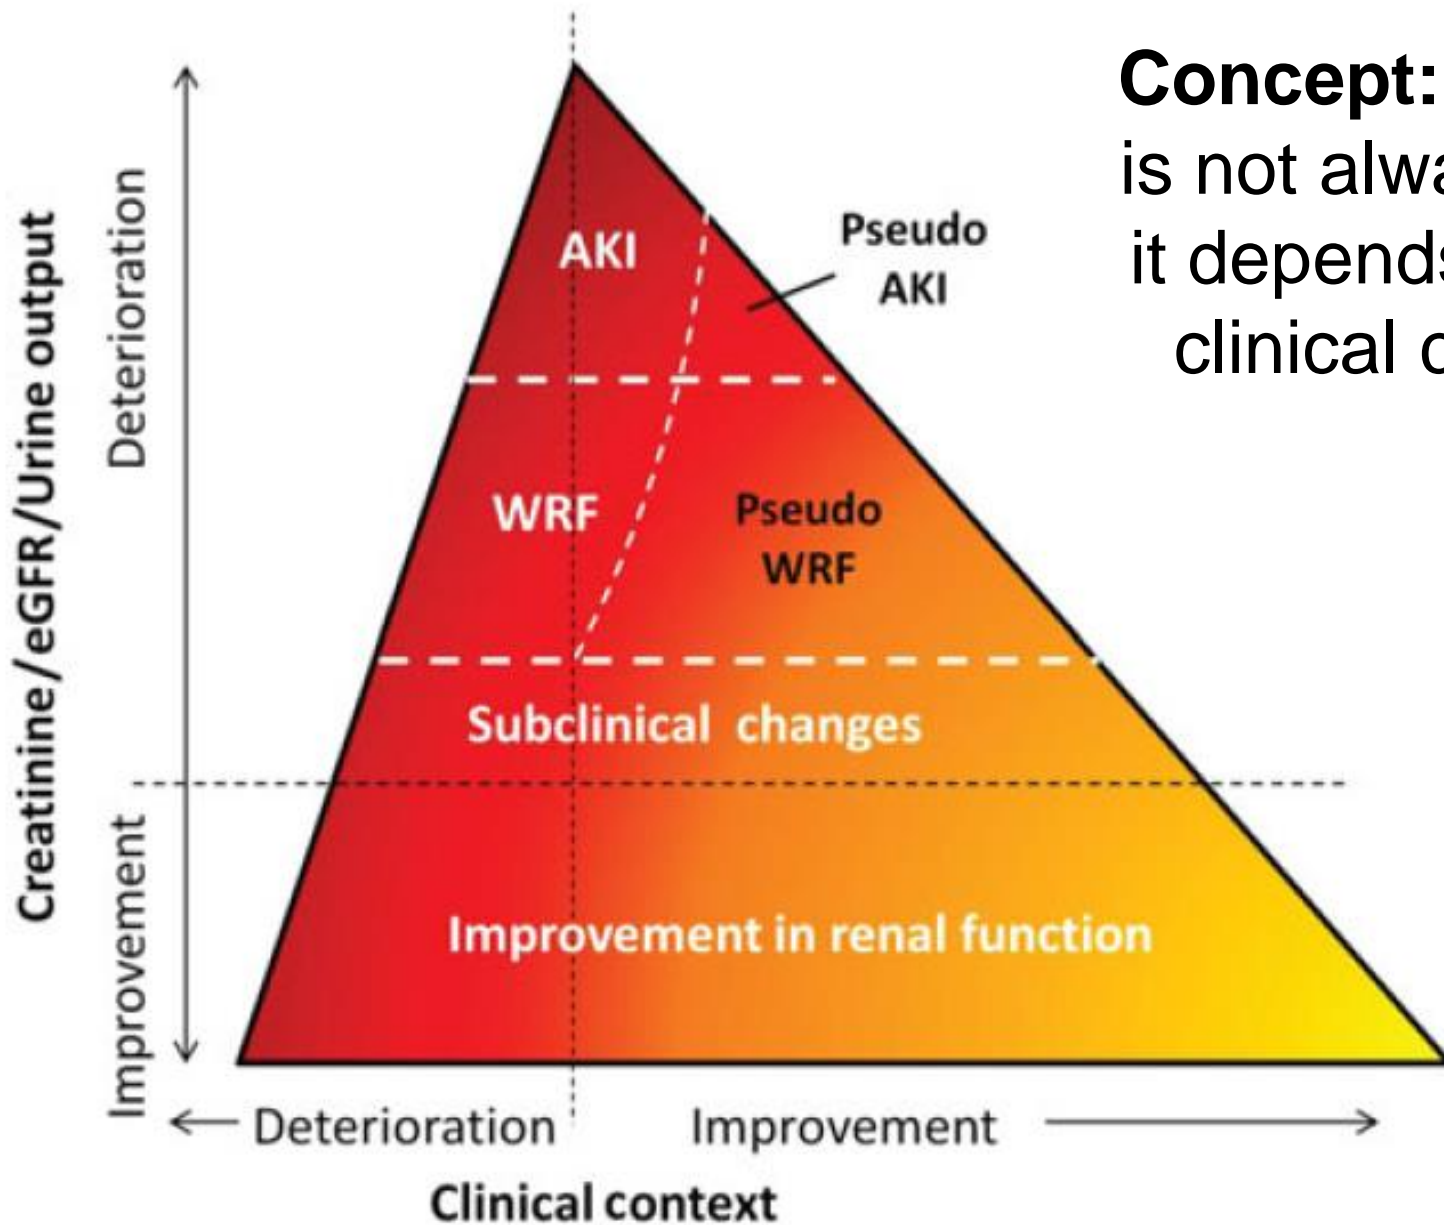 Concept:
is not alwa
it depends
clinical c
Creatinine/eGFR/Urine output
Deterioration
Improvement
AKI
Pseudo
AKI
WRF
Pseudo
WRF
Subclinical changes
Improvement in renal function
Deterioration
Improvement
Clinical context